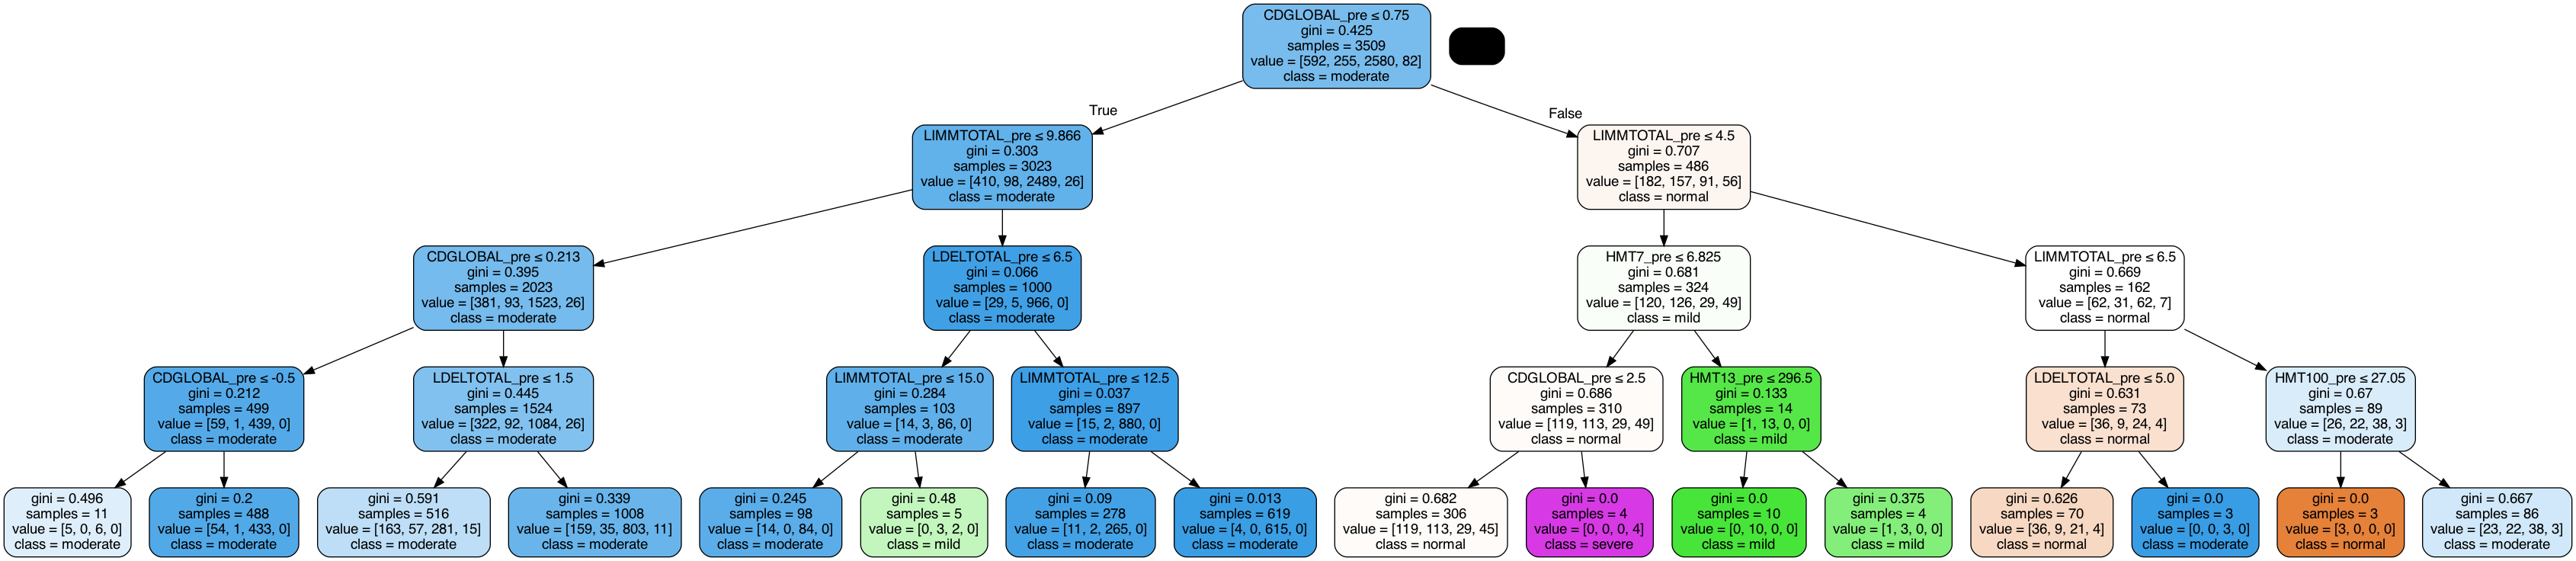 CDGLOBAL_pre ≤ 0.75
gini = 0.425
samples = 3509
value = [592, 255, 2580, 82]
class = moderate
True
False
LIMMTOTAL_pre ≤ 9.866
gini = 0.303
samples = 3023
value = [410, 98, 2489, 26]
class = moderate
LIMMTOTAL_pre ≤ 4.5
gini = 0.707
samples = 486
value = [182, 157, 91, 56]
class = normal
CDGLOBAL_pre ≤ 0.213
gini = 0.395
samples = 2023
value = [381, 93, 1523, 26]
class = moderate
LDELTOTAL_pre ≤ 6.5
gini = 0.066
samples = 1000
value = [29, 5, 966, 0]
class = moderate
HMT7_pre ≤ 6.825
gini = 0.681
samples = 324
value = [120, 126, 29, 49]
class = mild
LIMMTOTAL_pre ≤ 6.5
gini = 0.669
samples = 162
value = [62, 31, 62, 7]
class = normal
CDGLOBAL_pre ≤ -0.5
gini = 0.212
samples = 499
value = [59, 1, 439, 0]
class = moderate
LDELTOTAL_pre ≤ 1.5
gini = 0.445
samples = 1524
value = [322, 92, 1084, 26]
class = moderate
LIMMTOTAL_pre ≤ 15.0
gini = 0.284
samples = 103
value = [14, 3, 86, 0]
class = moderate
LIMMTOTAL_pre ≤ 12.5
gini = 0.037
samples = 897
value = [15, 2, 880, 0]
class = moderate
CDGLOBAL_pre ≤ 2.5
gini = 0.686
samples = 310
value = [119, 113, 29, 49]
class = normal
HMT13_pre ≤ 296.5
gini = 0.133
samples = 14
value = [1, 13, 0, 0]
class = mild
LDELTOTAL_pre ≤ 5.0
gini = 0.631
samples = 73
value = [36, 9, 24, 4]
class = normal
HMT100_pre ≤ 27.05
gini = 0.67
samples = 89
value = [26, 22, 38, 3]
class = moderate
gini = 0.496
samples = 11
value = [5, 0, 6, 0]
class = moderate
gini = 0.2
samples = 488
value = [54, 1, 433, 0]
class = moderate
gini = 0.591
samples = 516
value = [163, 57, 281, 15]
class = moderate
gini = 0.339
samples = 1008
value = [159, 35, 803, 11]
class = moderate
gini = 0.245
samples = 98
value = [14, 0, 84, 0]
class = moderate
gini = 0.48
samples = 5
value = [0, 3, 2, 0]
class = mild
gini = 0.09
samples = 278
value = [11, 2, 265, 0]
class = moderate
gini = 0.013
samples = 619
value = [4, 0, 615, 0]
class = moderate
gini = 0.682
samples = 306
value = [119, 113, 29, 45]
class = normal
gini = 0.0
samples = 4
value = [0, 0, 0, 4]
class = severe
gini = 0.0
samples = 10
value = [0, 10, 0, 0]
class = mild
gini = 0.375
samples = 4
value = [1, 3, 0, 0]
class = mild
gini = 0.626
samples = 70
value = [36, 9, 21, 4]
class = normal
gini = 0.0
samples = 3
value = [0, 0, 3, 0]
class = moderate
gini = 0.0
samples = 3
value = [3, 0, 0, 0]
class = normal
gini = 0.667
samples = 86
value = [23, 22, 38, 3]
class = moderate